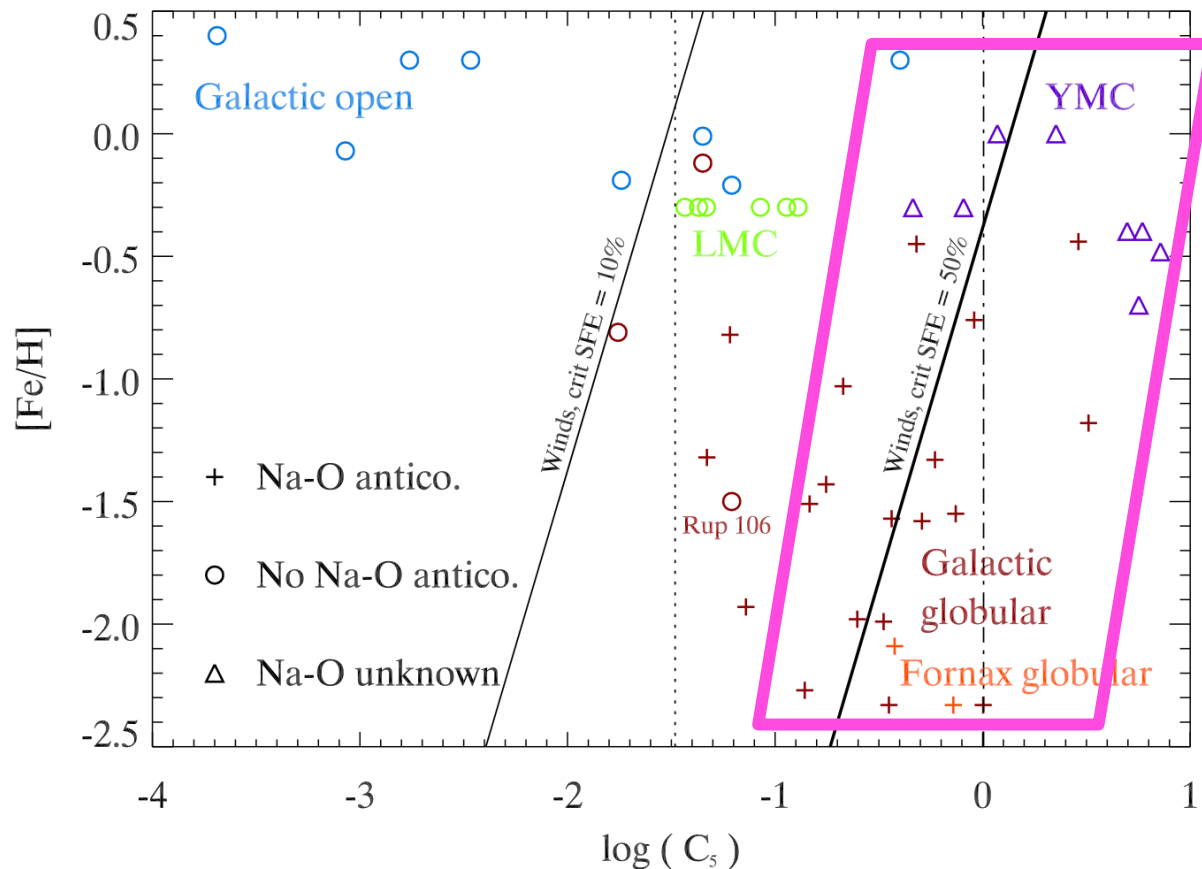 0.5
0.0
-0.5
-1.0
-1.5
-2.0
-2.5
[Fe/H]
Galactic open
YMC
LMC
Winds, crit SFE = 10%
Winds, crit SFE = 50%
Na-O antico.
No Na-O antico.
Na-O unknown
Rup 106
Galactic
globular
Fornax globular
-4 -3 -2 -1 0 1
log ( C₅ )